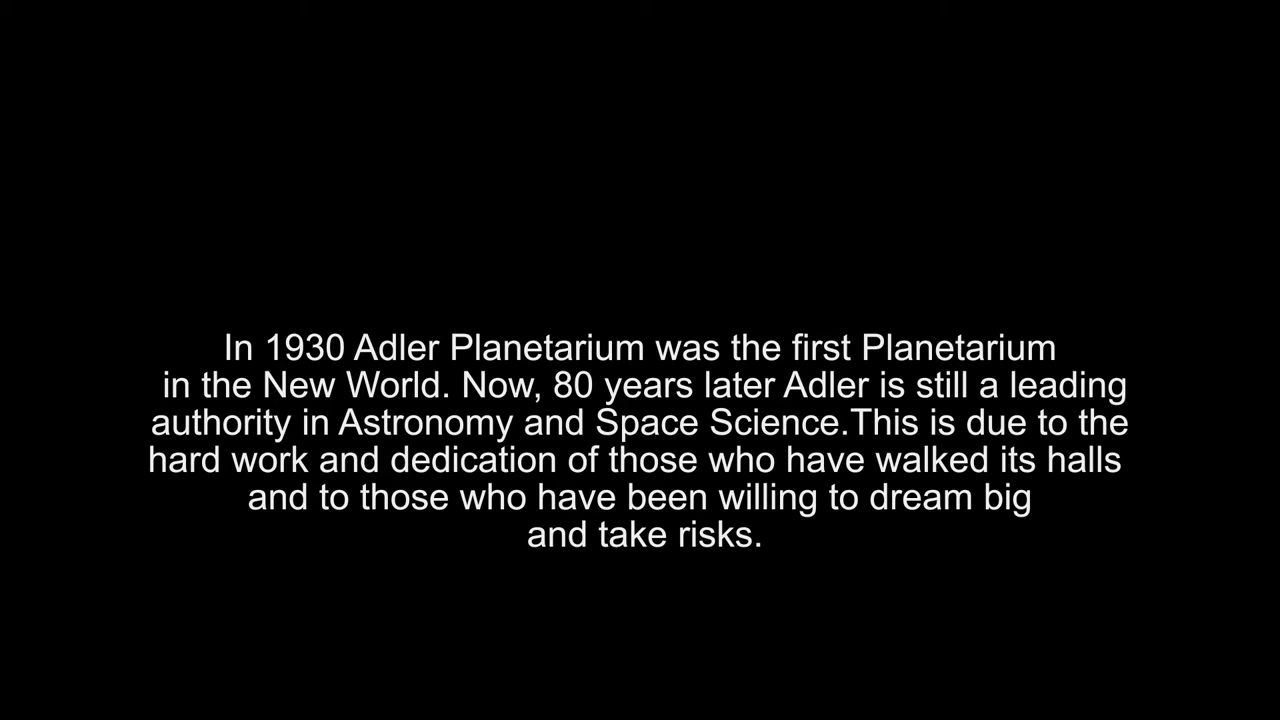 In 1930 Adler Planetarium was the first Planetarium
in the New World. Now, 80 years later Adler is still a leading
authority in Astronomy and Space Science.This is due to the
hard work and dedication of those who have walked its halls
and to those who have been willing to dream big
and take risks.